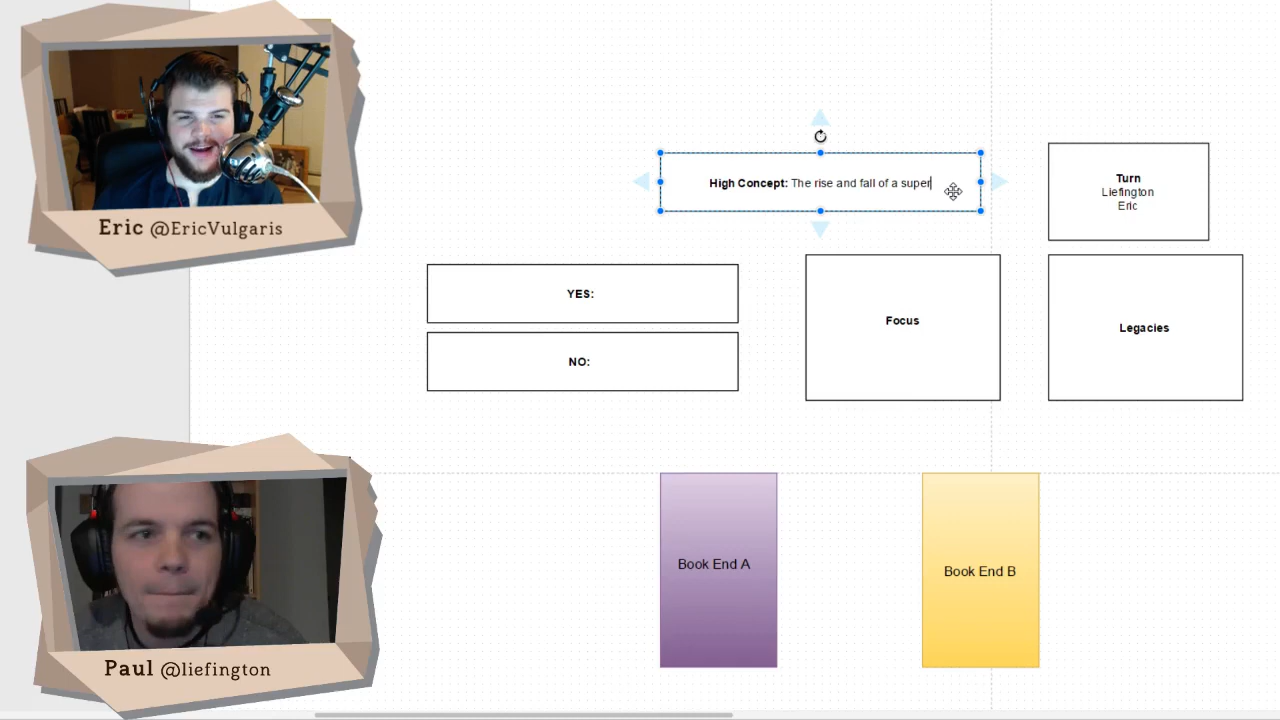 Eric @EricVulgaris
High Concept: The rise and fall of a super
Turn
Liefington
Eric
YES:
NO:
Focus
Legacies
Book End A
Book End B
Paul @liefington